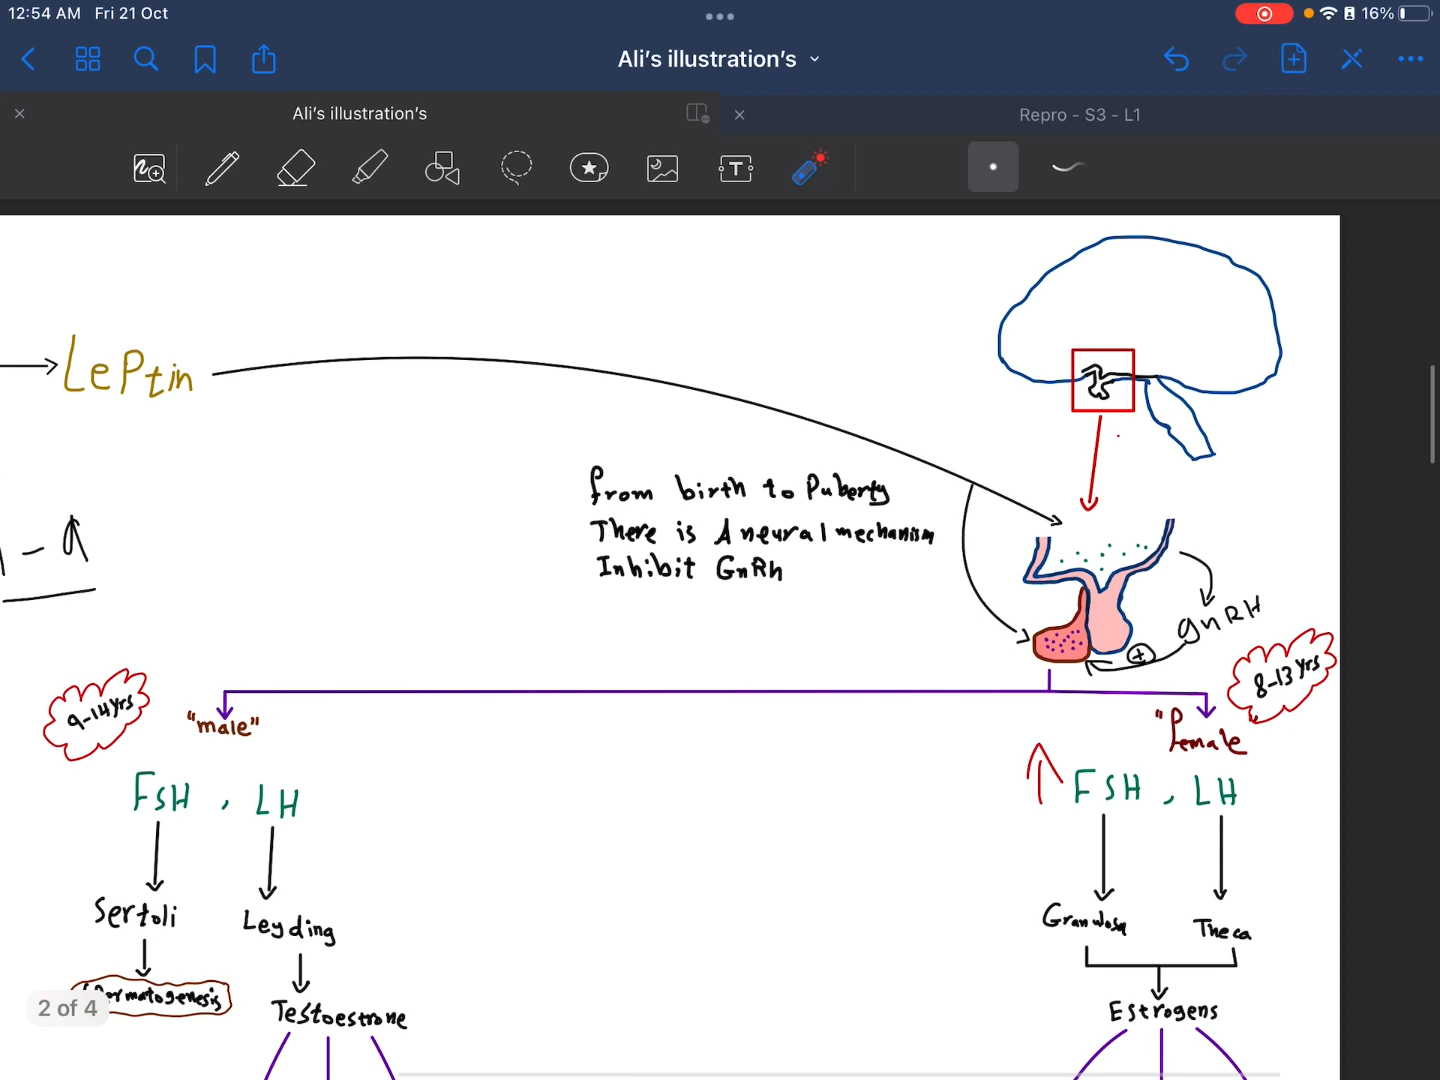 12:54 AM Fri 21 Oct
16%
Ali's illustration's
Ali's illustration's
Repro - S3 - L1
T
LePtin
from birth to Puberty
There is A neural mechanism
Inhibit GnRh
gnRH
+
9-14 yrs
"male"
8-13 yrs
"Female
FSH , LH
FSH , LH
Sertoli
Leyding
Granulosa
Theca
2 of 4
Testoestrone
Estrogens